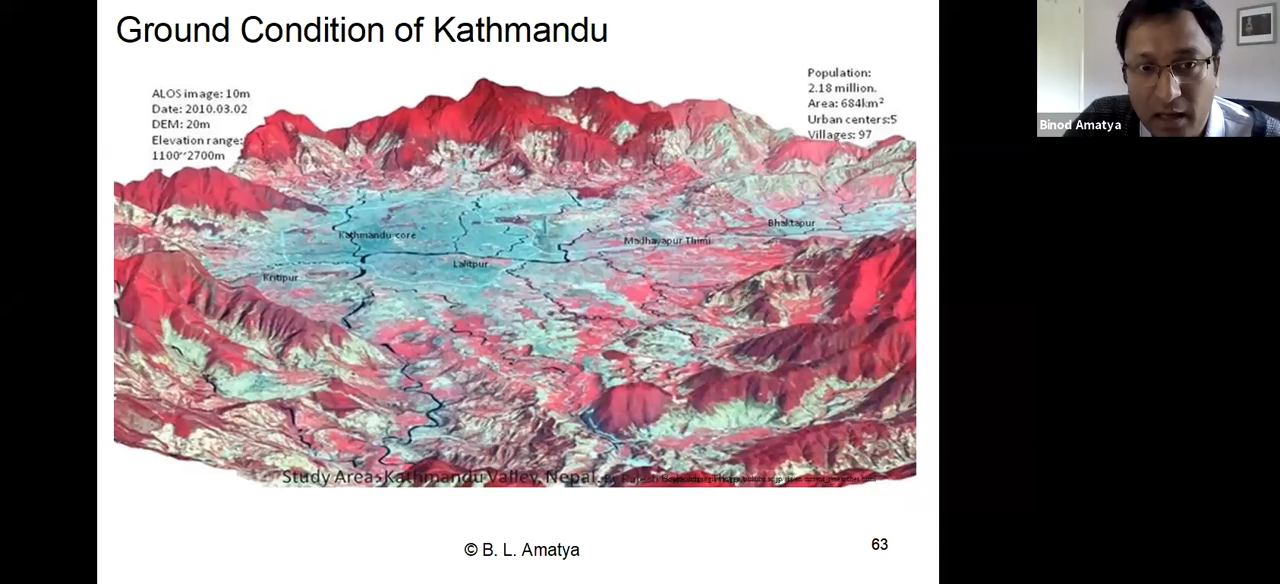 Ground Condition of Kathmandu
ALOS image: 10m
Date: 2010.03.02
DEM: 20m
Elevation range:
1100~2700m
Population:
2.18 million.
Area: 684km²
Urban centers:5
Villages: 97
Binod Amatya
Bhaktapur
Kathmandu core
Madhayapur Thimi
Lalitpur
Kritipur
Study Area: Kathmandu Valley, Nepal.
© B. L. Amatya
63